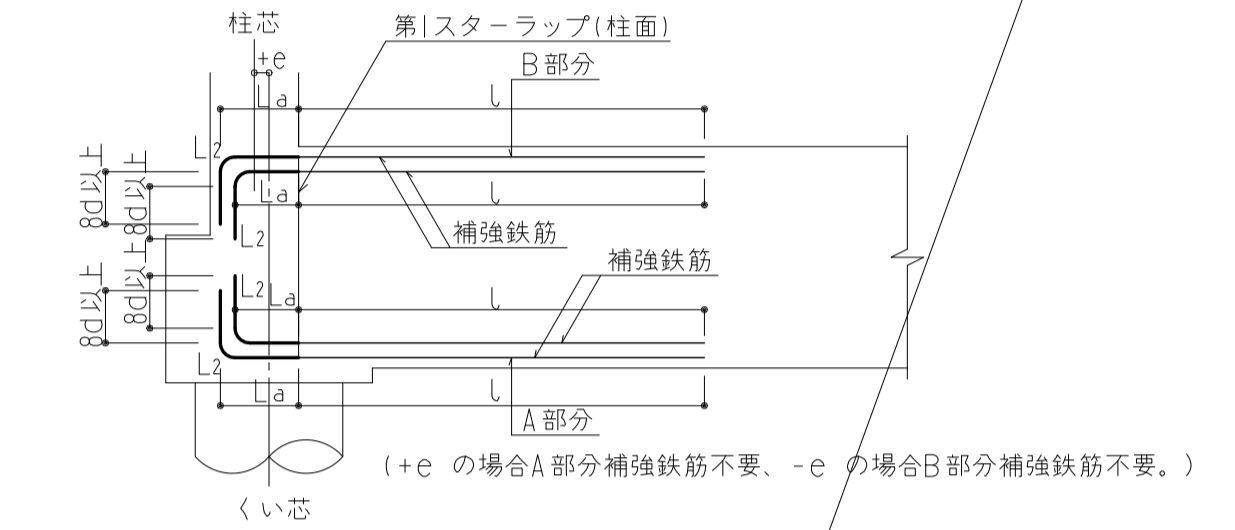 柱芯
+e
第1スターラップ(柱面)
B部分
La
l
L2
La
l
8d以上
8d以上
L2
補強鉄筋
補強鉄筋
8d以上
8d以上
L2
La
l
L2
La
l
A部分
(+e の場合A部分補強鉄筋不要、-e の場合B部分補強鉄筋不要。)
くい芯